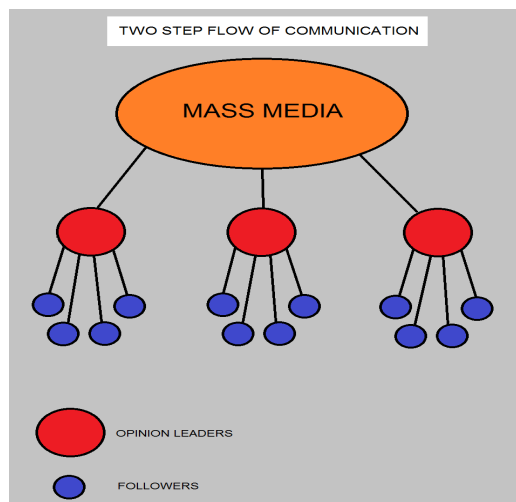 TWO STEP FLOW OF COMMUNICATION
MASS MEDIA
OPINION LEADERS
FOLLOWERS